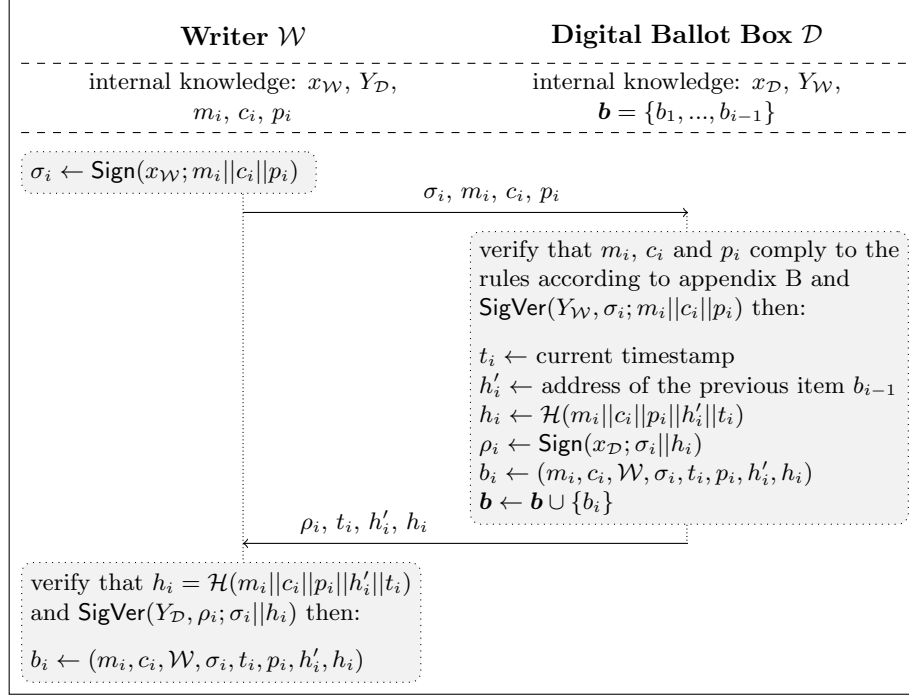 Writer 𝒲
Digital Ballot Box 𝒟
internal knowledge: x_𝒲, Y_𝒟,
m_i, c_i, p_i
internal knowledge: x_𝒟, Y_𝒲,
𝒃 = {b_1, ..., b_{i−1}}
σ_i ← Sign(x_𝒲; m_i||c_i||p_i)
σ_i, m_i, c_i, p_i
verify that m_i, c_i and p_i comply to the
rules according to appendix B and
SigVer(Y_𝒲, σ_i; m_i||c_i||p_i) then:
t_i ← current timestamp
h′_i ← address of the previous item b_{i−1}
h_i ← ℋ(m_i||c_i||p_i||h′_i||t_i)
ρ_i ← Sign(x_𝒟; σ_i||h_i)
b_i ← (m_i, c_i, 𝒲, σ_i, t_i, p_i, h′_i, h_i)
𝒃 ← 𝒃 ∪ {b_i}
ρ_i, t_i, h′_i, h_i
verify that h_i = ℋ(m_i||c_i||p_i||h′_i||t_i)
and SigVer(Y_𝒟, ρ_i; σ_i||h_i) then:
b_i ← (m_i, c_i, 𝒲, σ_i, t_i, p_i, h′_i, h_i)